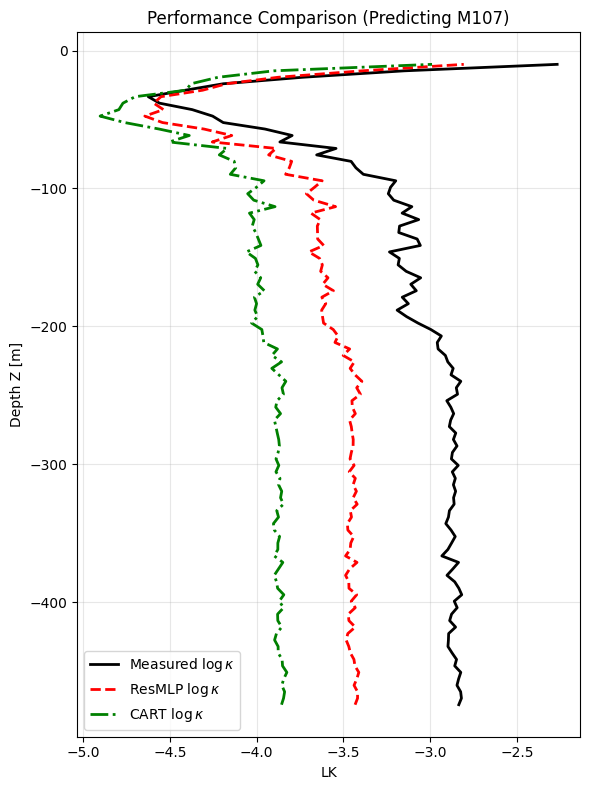 Performance Comparison (Predicting M107)
0
−100
−200
−300
−400
Depth Z [m]
Measured log κ
ResMLP log κ
CART log κ
−5.0 −4.5 −4.0 −3.5 −3.0 −2.5
LK